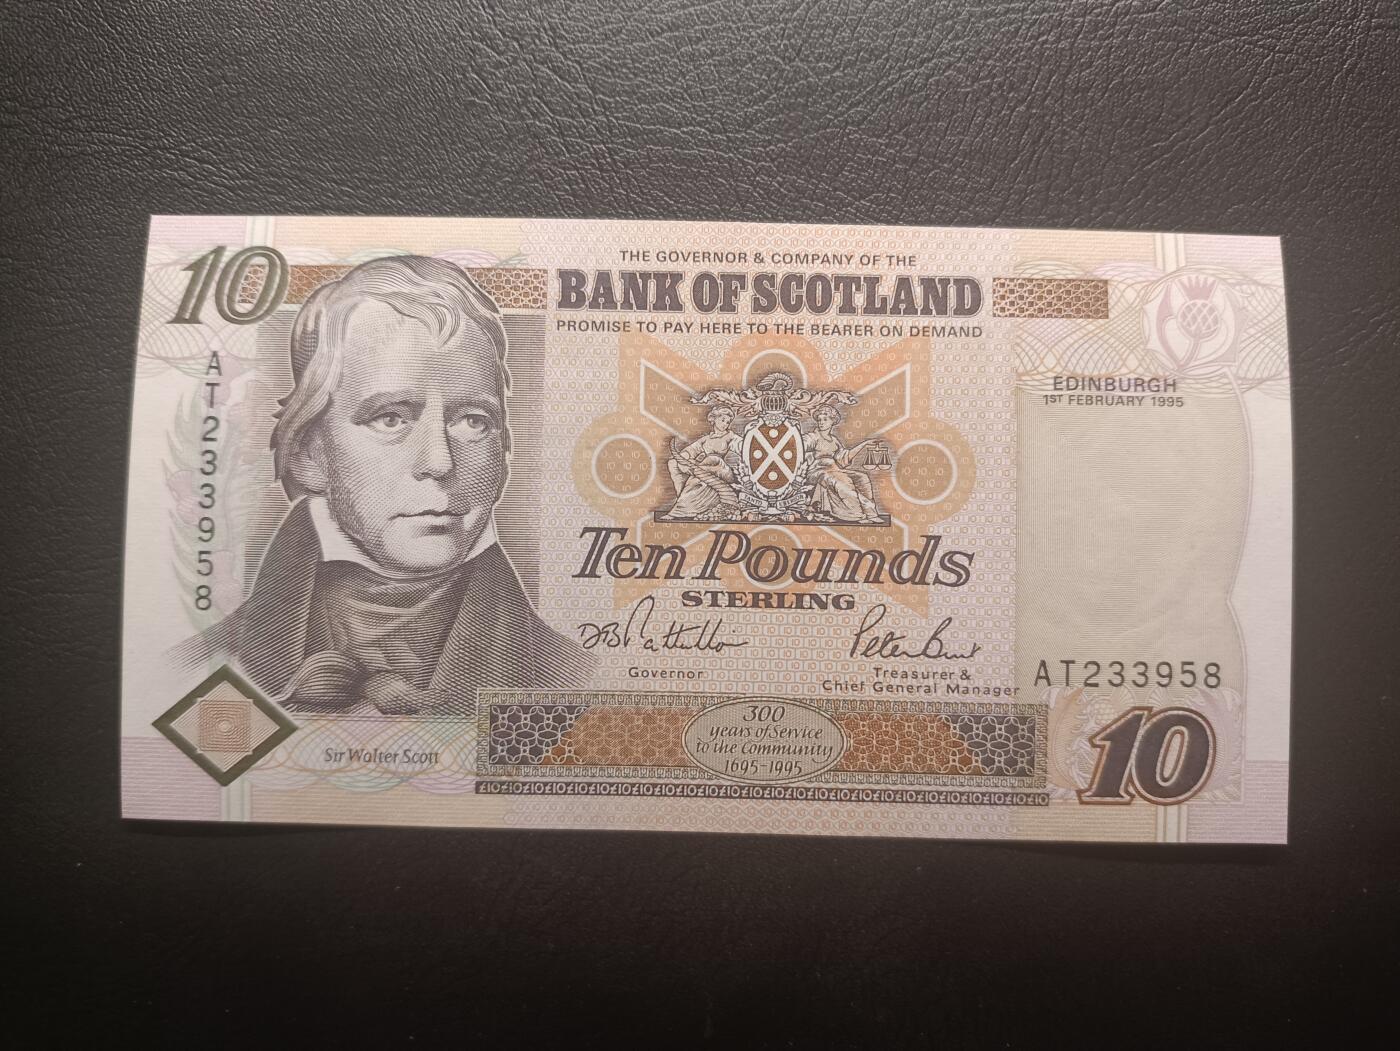 10
THE GOVERNOR & COMPANY OF THE
BANK OF SCOTLAND
PROMISE TO PAY HERE TO THE BEARER ON DEMAND
AT233958
EDINBURGH
1ST FEBRUARY 1995
Ten Pounds
STERLING
Peter Burt
Governor
Treasurer &
Chief General Manager
AT233958
300
years of Service
to the Community
1695-1995
Sir Walter Scott
10